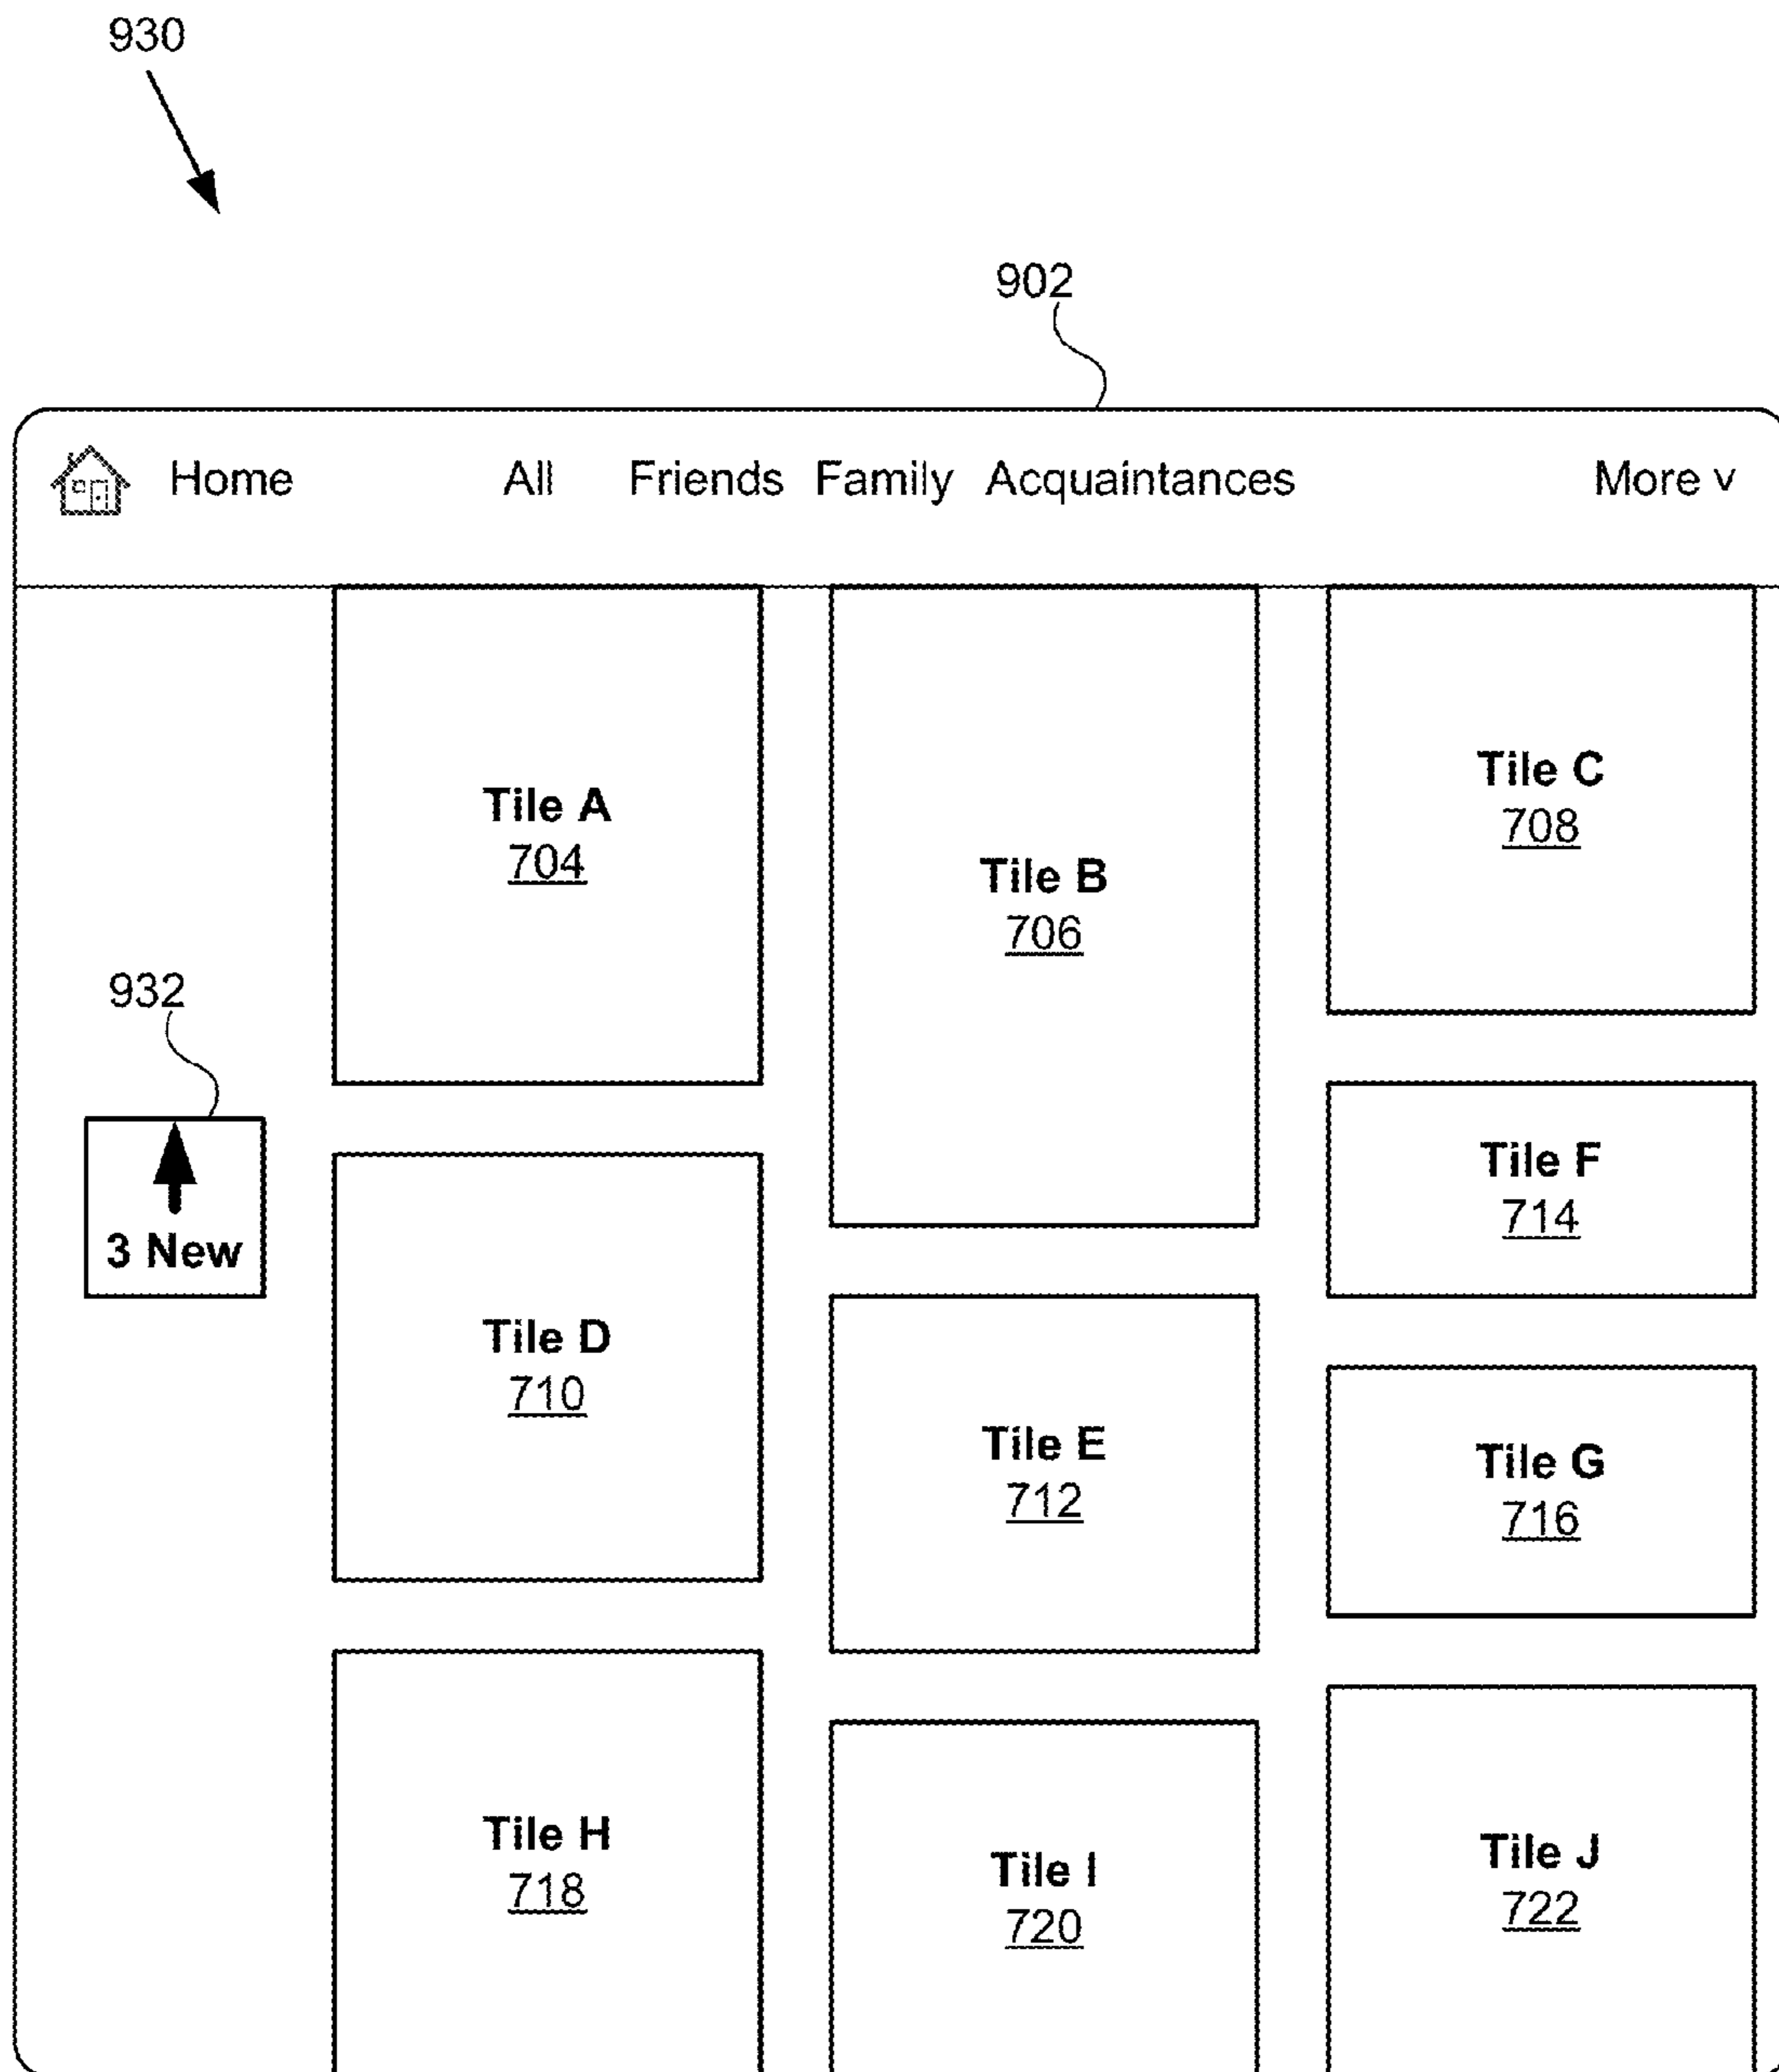 930
902
Home All Friends Family Acquaintances More v
Tile A
704
Tile B
706
Tile C
708
932
3 New
Tile D
710
Tile E
712
Tile F
714
Tile G
716
Tile H
718
Tile I
720
Tile J
722